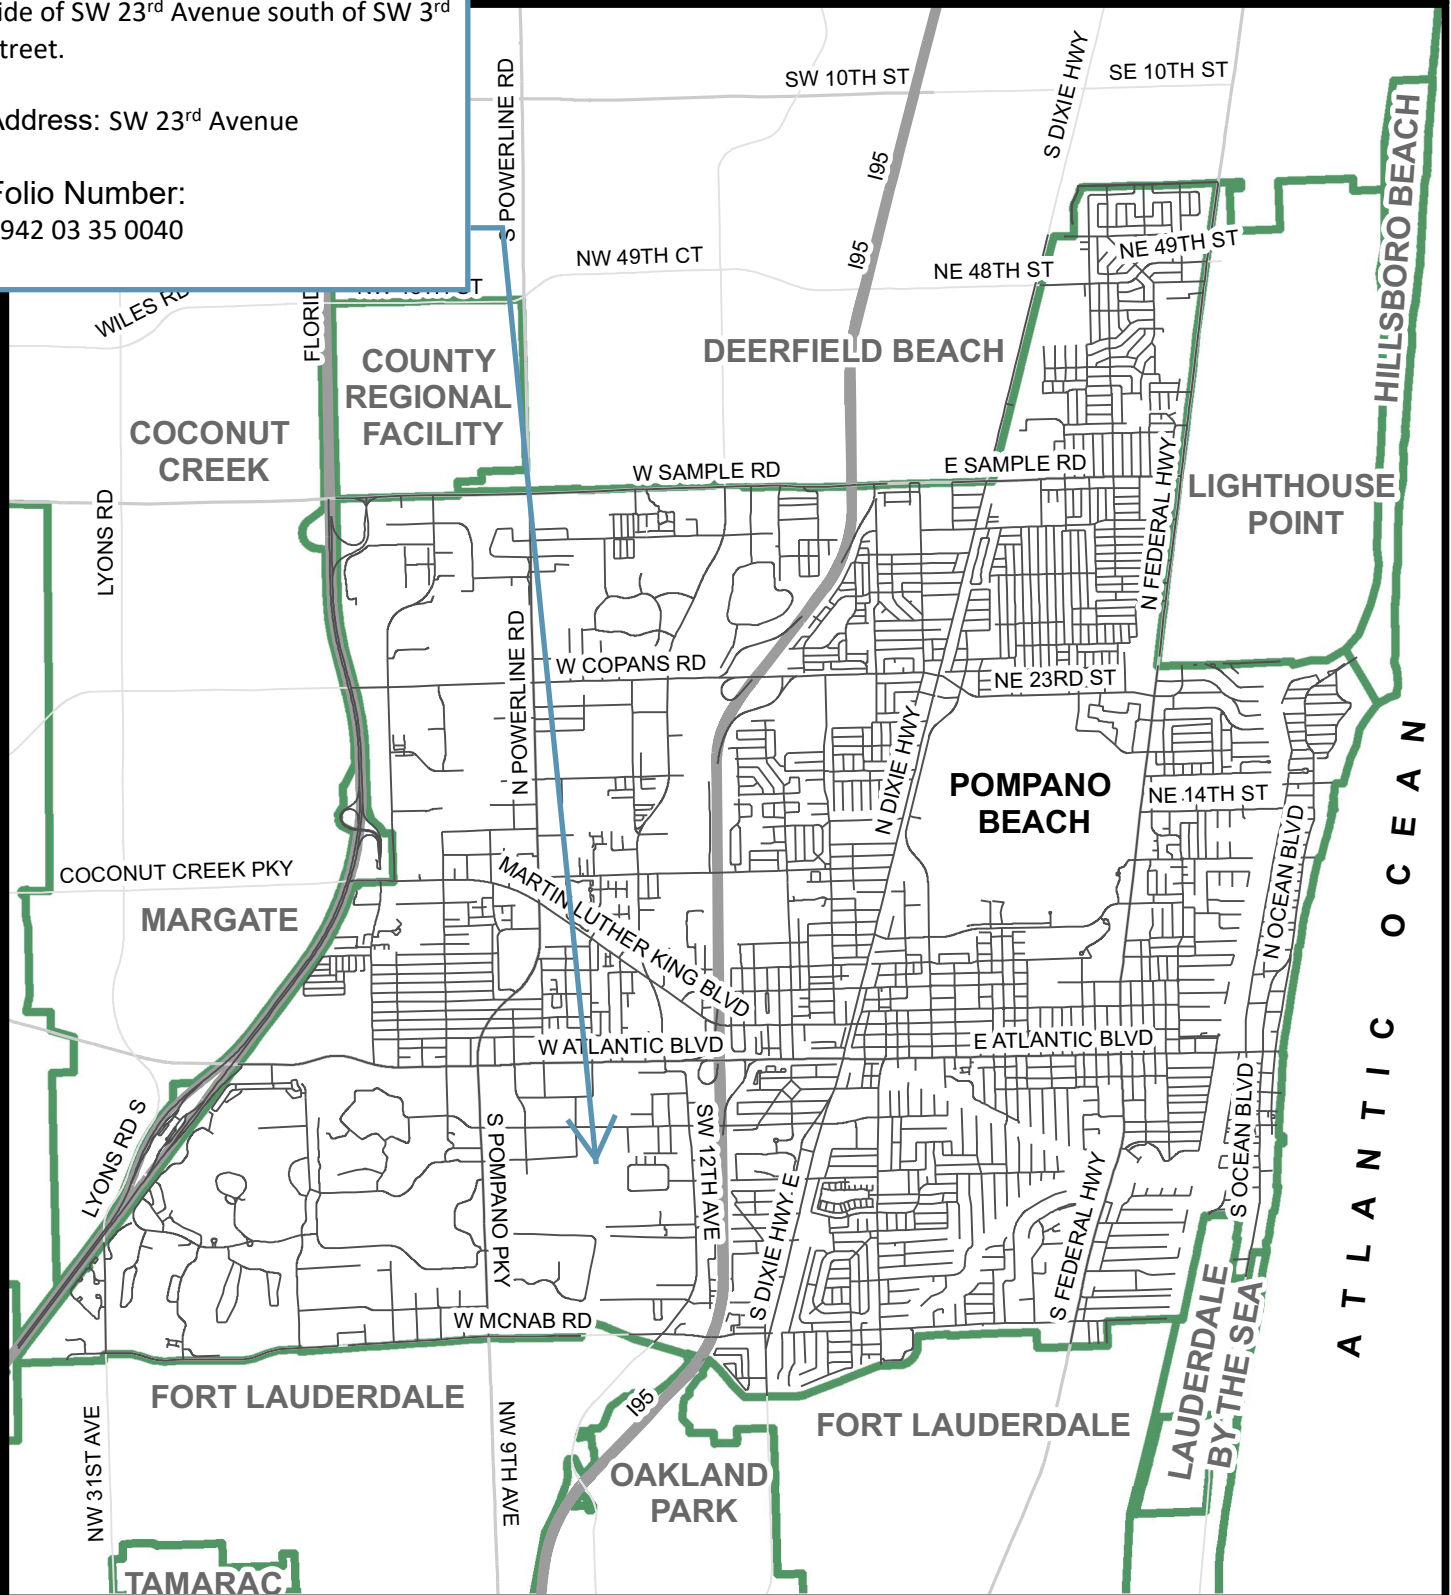 ide of SW 23rd Avenue south of SW 3rd
treet.
Address: SW 23rd Avenue
Folio Number:
942 03 35 0040
S POWERLINE RD
SW 10TH ST
SE 10TH ST
S DIXIE HWY
I95
HILLSBORO BEACH
NW 49TH CT
I95
NE 48TH ST
NE 49TH ST
WILES RD
FLORID
COUNTY
REGIONAL
FACILITY
DEERFIELD BEACH
COCONUT
CREEK
W SAMPLE RD
E SAMPLE RD
LIGHTHOUSE
POINT
LYONS RD
N FEDERAL HWY
N POWERLINE RD
W COPANS RD
NE 23RD ST
N DIXIE HWY
POMPANO
BEACH
NE 14TH ST
N OCEAN BLVD
COCONUT CREEK PKY
MARGATE
MARTIN LUTHER KING BLVD
ATLANTIC OCEAN
W ATLANTIC BLVD
E ATLANTIC BLVD
LYONS RD S
S POMPANO PKY
SW 12TH AVE
S DIXIE HWY E
S FEDERAL HWY
S OCEAN BLVD
W MCNAB RD
LAUDERDALE
BY THE SEA
FORT LAUDERDALE
FORT LAUDERDALE
I95
NW 31ST AVE
NW 9TH AVE
OAKLAND
PARK
TAMARAC